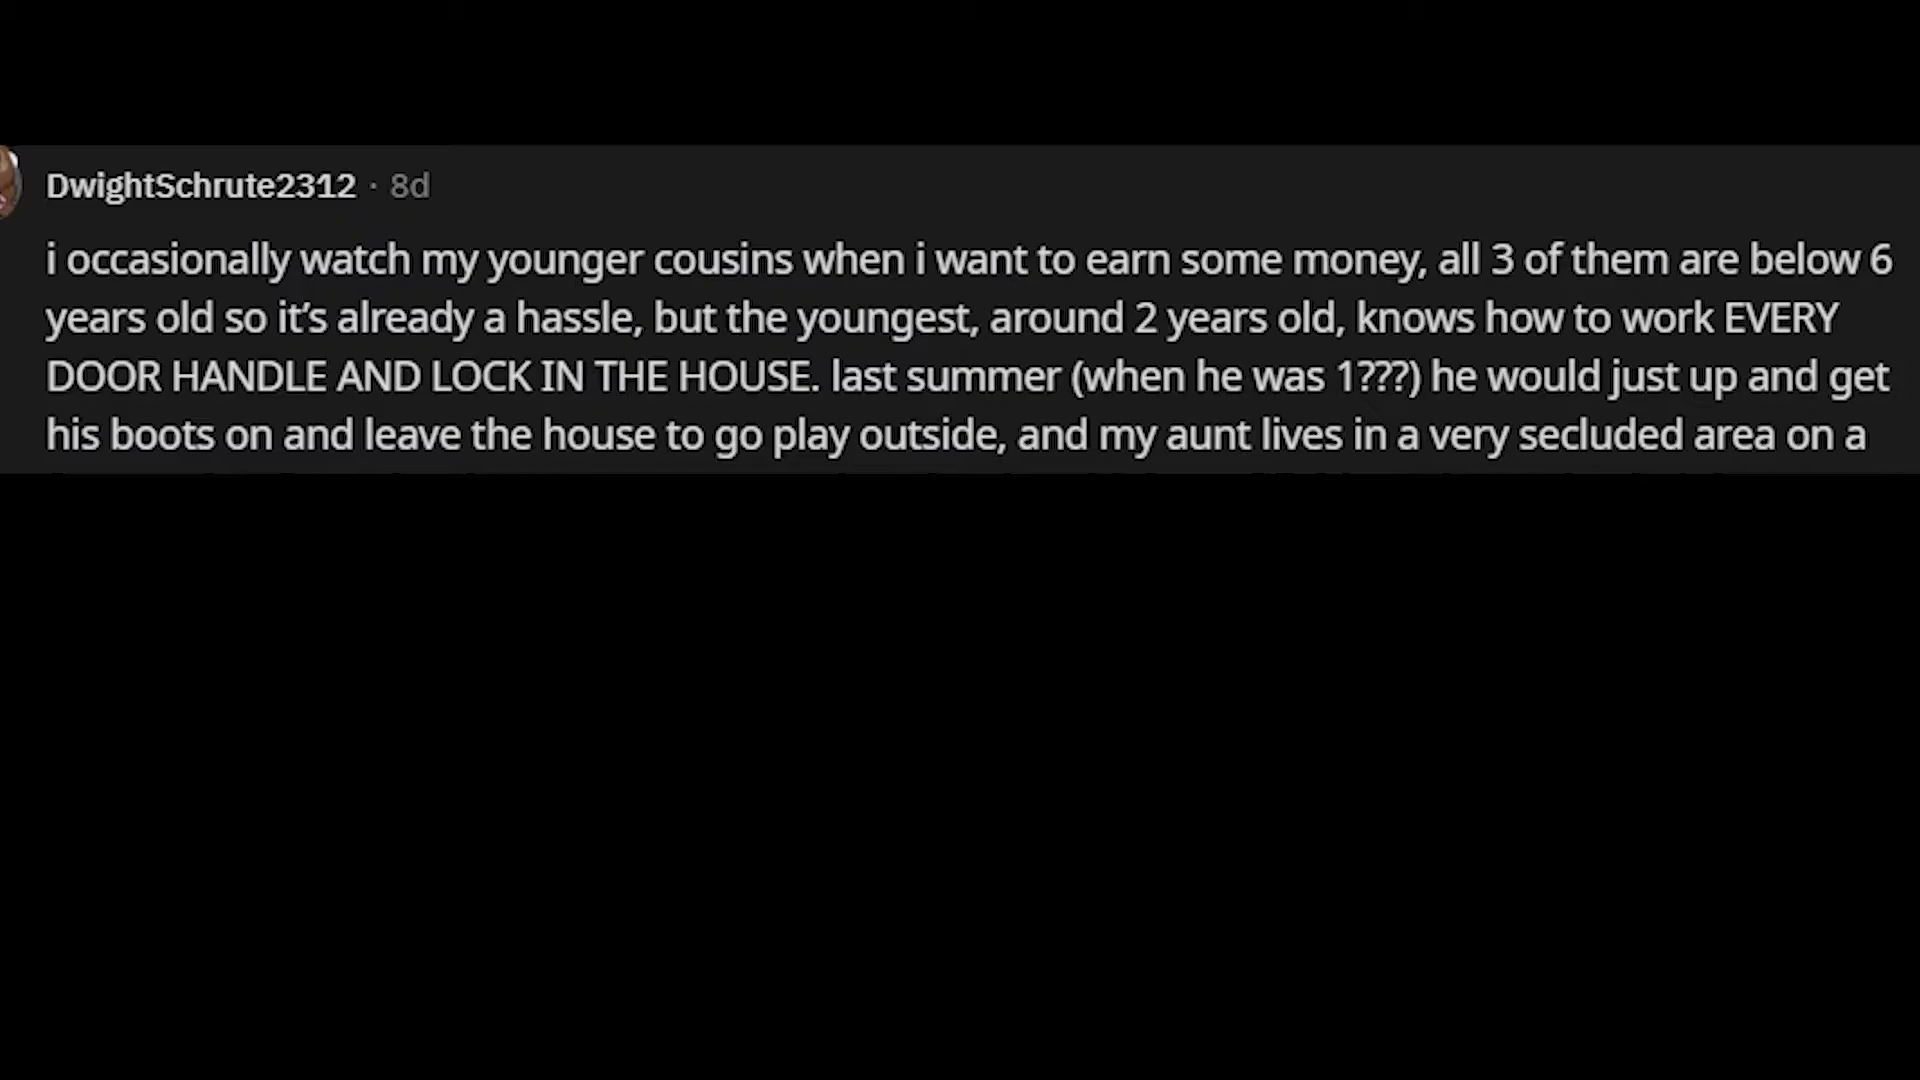 DwightSchrute2312 · 8d
i occasionally watch my younger cousins when i want to earn some money, all 3 of them are below 6
years old so it's already a hassle, but the youngest, around 2 years old, knows how to work EVERY
DOOR HANDLE AND LOCK IN THE HOUSE. last summer (when he was 1???) he would just up and get
his boots on and leave the house to go play outside, and my aunt lives in a very secluded area on a